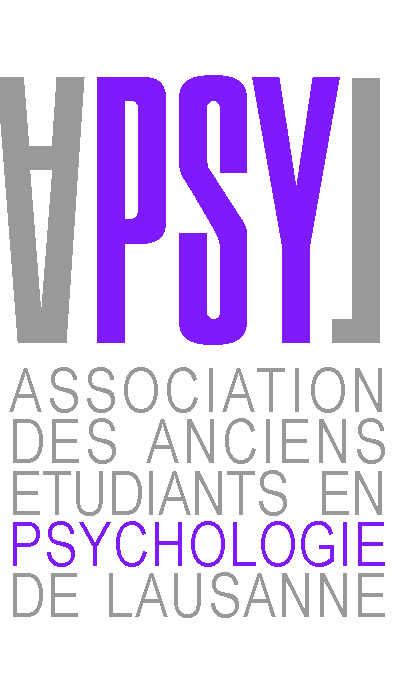 APSYL
ASSOCIATION
DES ANCIENS
ETUDIANTS EN
PSYCHOLOGIE
DE LAUSANNE